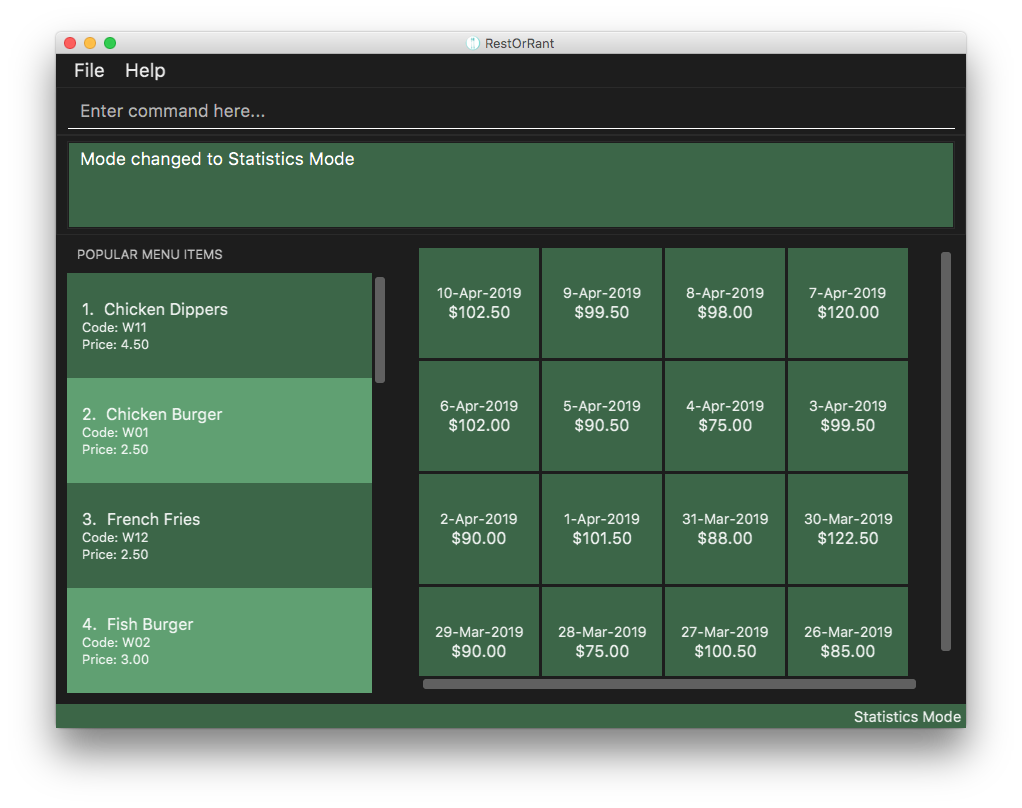 RestOrRant
File Help
Enter command here...
Mode changed to Statistics Mode
POPULAR MENU ITEMS
1. Chicken Dippers
Code: W11
Price: 4.50
2. Chicken Burger
Code: W01
Price: 2.50
3. French Fries
Code: W12
Price: 2.50
4. Fish Burger
Code: W02
Price: 3.00
10-Apr-2019 9-Apr-2019 8-Apr-2019 7-Apr-2019
$102.50 $99.50 $98.00 $120.00
6-Apr-2019 5-Apr-2019 4-Apr-2019 3-Apr-2019
$102.00 $90.50 $75.00 $99.50
2-Apr-2019 1-Apr-2019 31-Mar-2019 30-Mar-2019
$90.00 $101.50 $88.00 $122.50
29-Mar-2019 28-Mar-2019 27-Mar-2019 26-Mar-2019
$90.00 $75.00 $100.50 $85.00
Statistics Mode